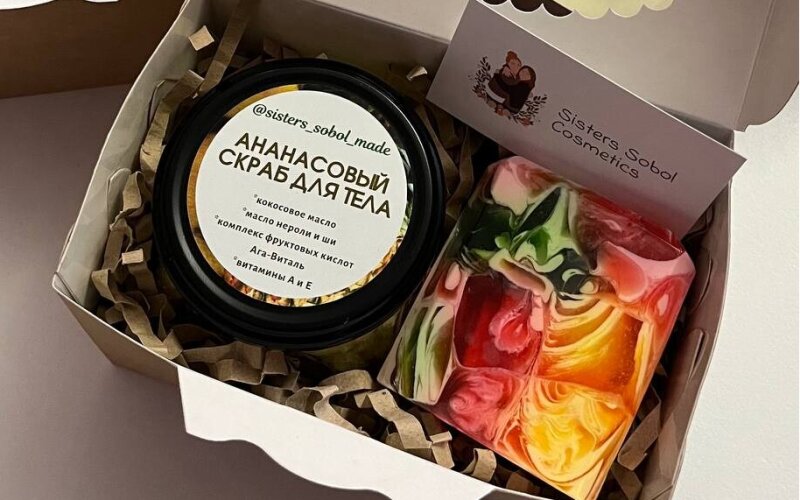 @sisters_sobol_made
АНАНАСОВЫЙ
СКРАБ ДЛЯ ТЕЛА
*кокосовое масло
*масло нероли и ши
*комплекс фруктовых кислот
Ага-Виталь
*витамины А и Е
Sisters Sobol
Cosmetics